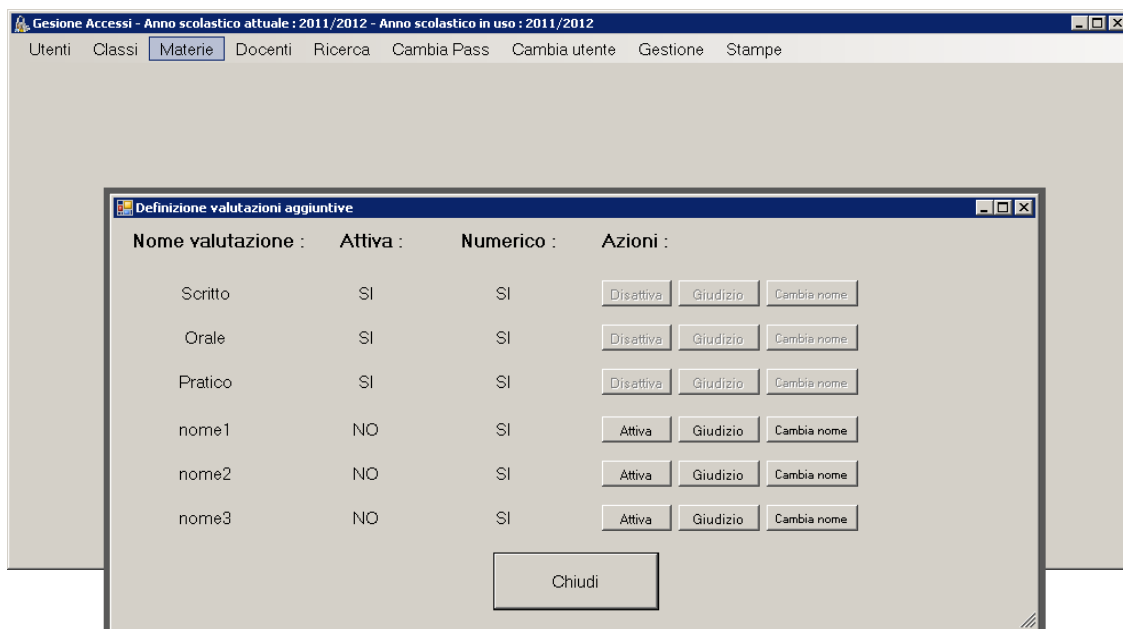 Gesione Accessi - Anno scolastico attuale : 2011/2012 - Anno scolastico in uso : 2011/2012
Utenti Classi Materie Docenti Ricerca Cambia Pass Cambia utente Gestione Stampe
Definizione valutazioni aggiuntive
Nome valutazione : Attiva : Numerico : Azioni :
Scritto SI SI Disattiva Giudizio Cambia nome
Orale SI SI Disattiva Giudizio Cambia nome
Pratico SI SI Disattiva Giudizio Cambia nome
nome1 NO SI Attiva Giudizio Cambia nome
nome2 NO SI Attiva Giudizio Cambia nome
nome3 NO SI Attiva Giudizio Cambia nome
Chiudi